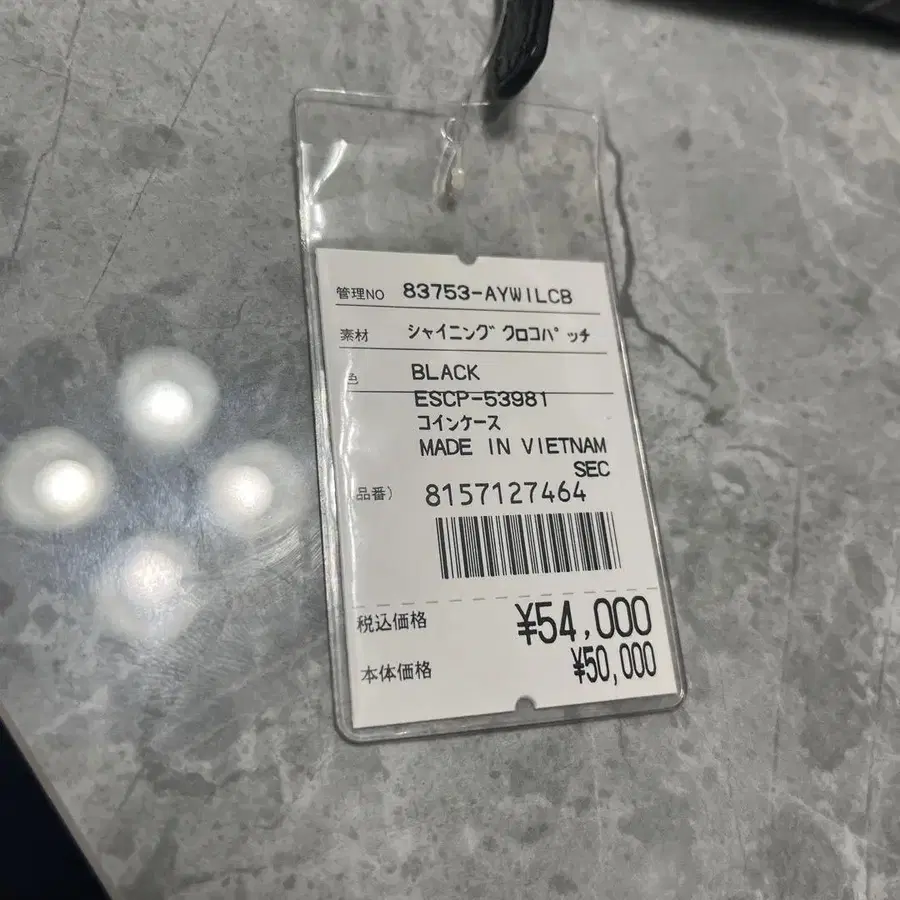 管理NO 83753-AYWILCB
素材 シャイニング クロコパッチ
色 BLACK
ESCP-53981
コインケース
MADE IN VIETNAM
SEC
(品番) 8157127464
税込価格 ¥54,000
本体価格 ¥50,000